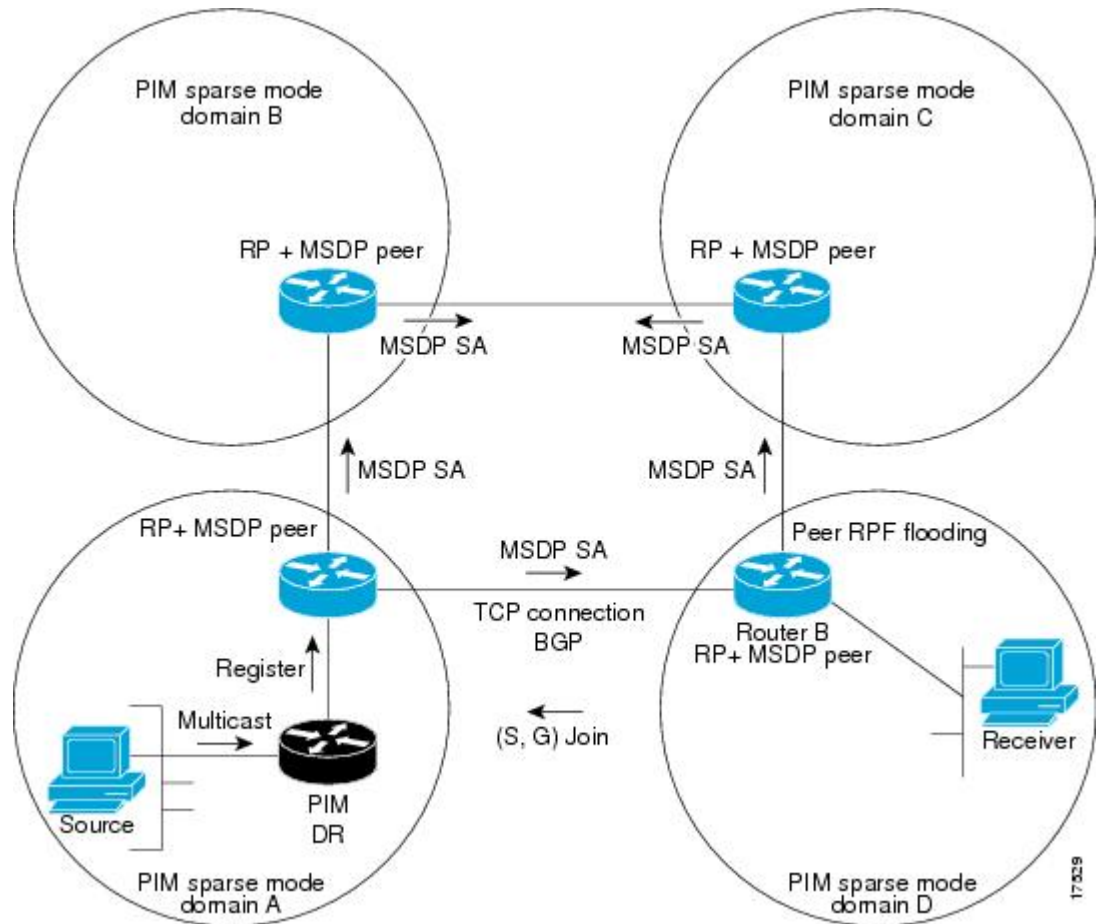 PIM sparse mode
domain B
PIM sparse mode
domain C
RP + MSDP peer
RP + MSDP peer
MSDP SA
MSDP SA
MSDP SA
MSDP SA
RP+ MSDP peer
Peer RPF flooding
MSDP SA
TCP connection
BGP
Router B
RP+ MSDP peer
Register
Multicast
(S, G) Join
Receiver
Source
PIM
DR
PIM sparse mode
domain A
PIM sparse mode
domain D
17529